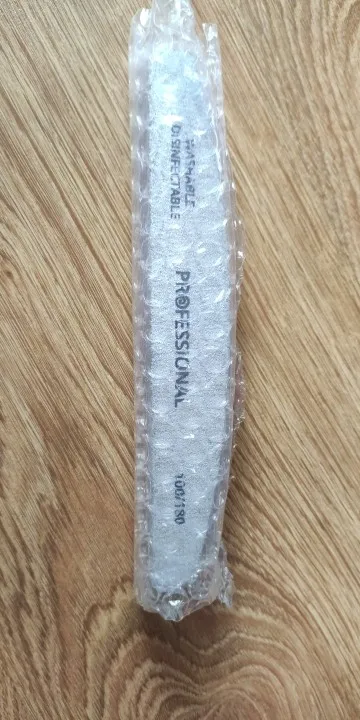 WASHABLE
DISINFECTABLE
PROFESSIONAL
100/180